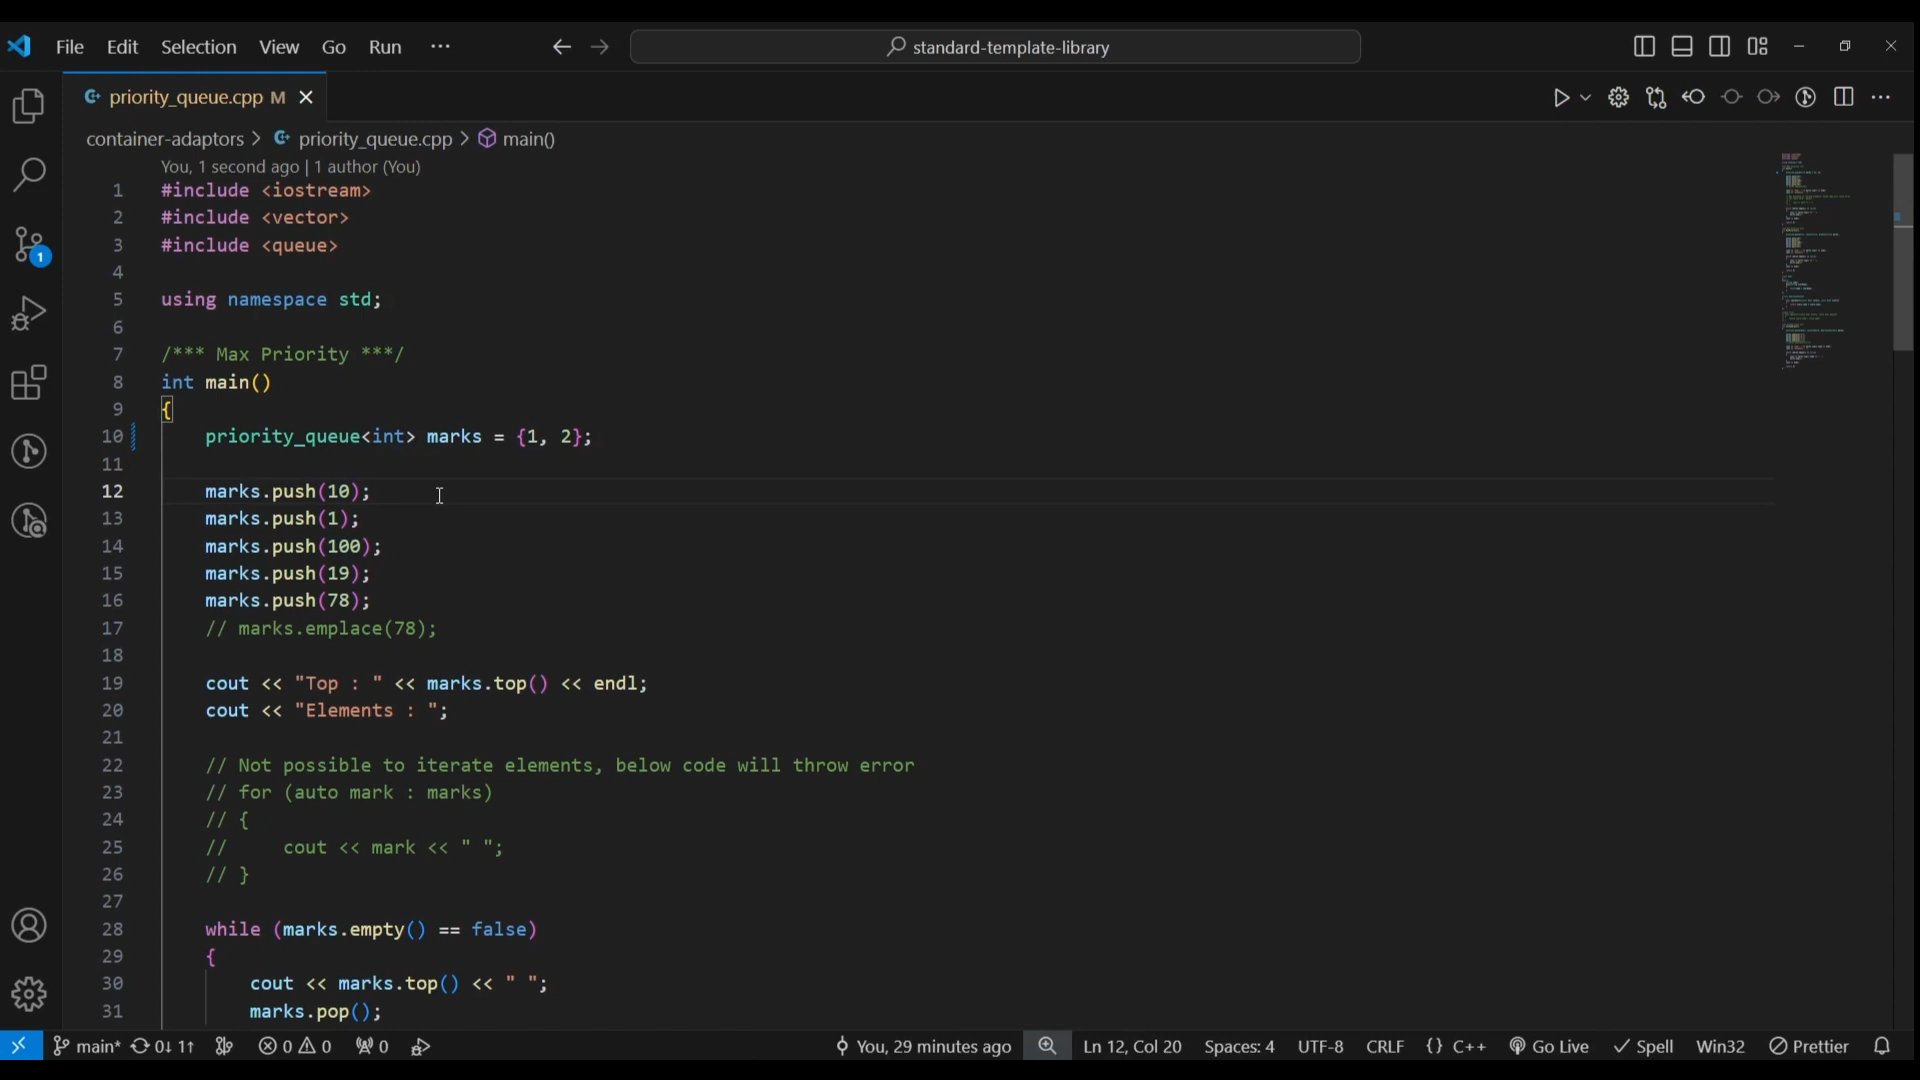 File Edit Selection View Go Run ··· standard-template-library
priority_queue.cpp M
container-adaptors > priority_queue.cpp > main()
You, 1 second ago | 1 author (You)
1 #include <iostream>
2 #include <vector>
3 #include <queue>
4
5 using namespace std;
6
7 /*** Max Priority ***/
8 int main()
9 {
10 priority_queue<int> marks = {1, 2};
11
12 marks.push(10);
13 marks.push(1);
14 marks.push(100);
15 marks.push(19);
16 marks.push(78);
17 // marks.emplace(78);
18
19 cout << "Top : " << marks.top() << endl;
20 cout << "Elements : ";
21
22 // Not possible to iterate elements, below code will throw error
23 // for (auto mark : marks)
24 // {
25 //     cout << mark << " ";
26 // }
27
28 while (marks.empty() == false)
29 {
30 cout << marks.top() << " ";
31 marks.pop();
1
main* 0↓ 1↑ 0 0 0 You, 29 minutes ago Ln 12, Col 20 Spaces: 4 UTF-8 CRLF {} C++ Go Live Spell Win32 Prettier